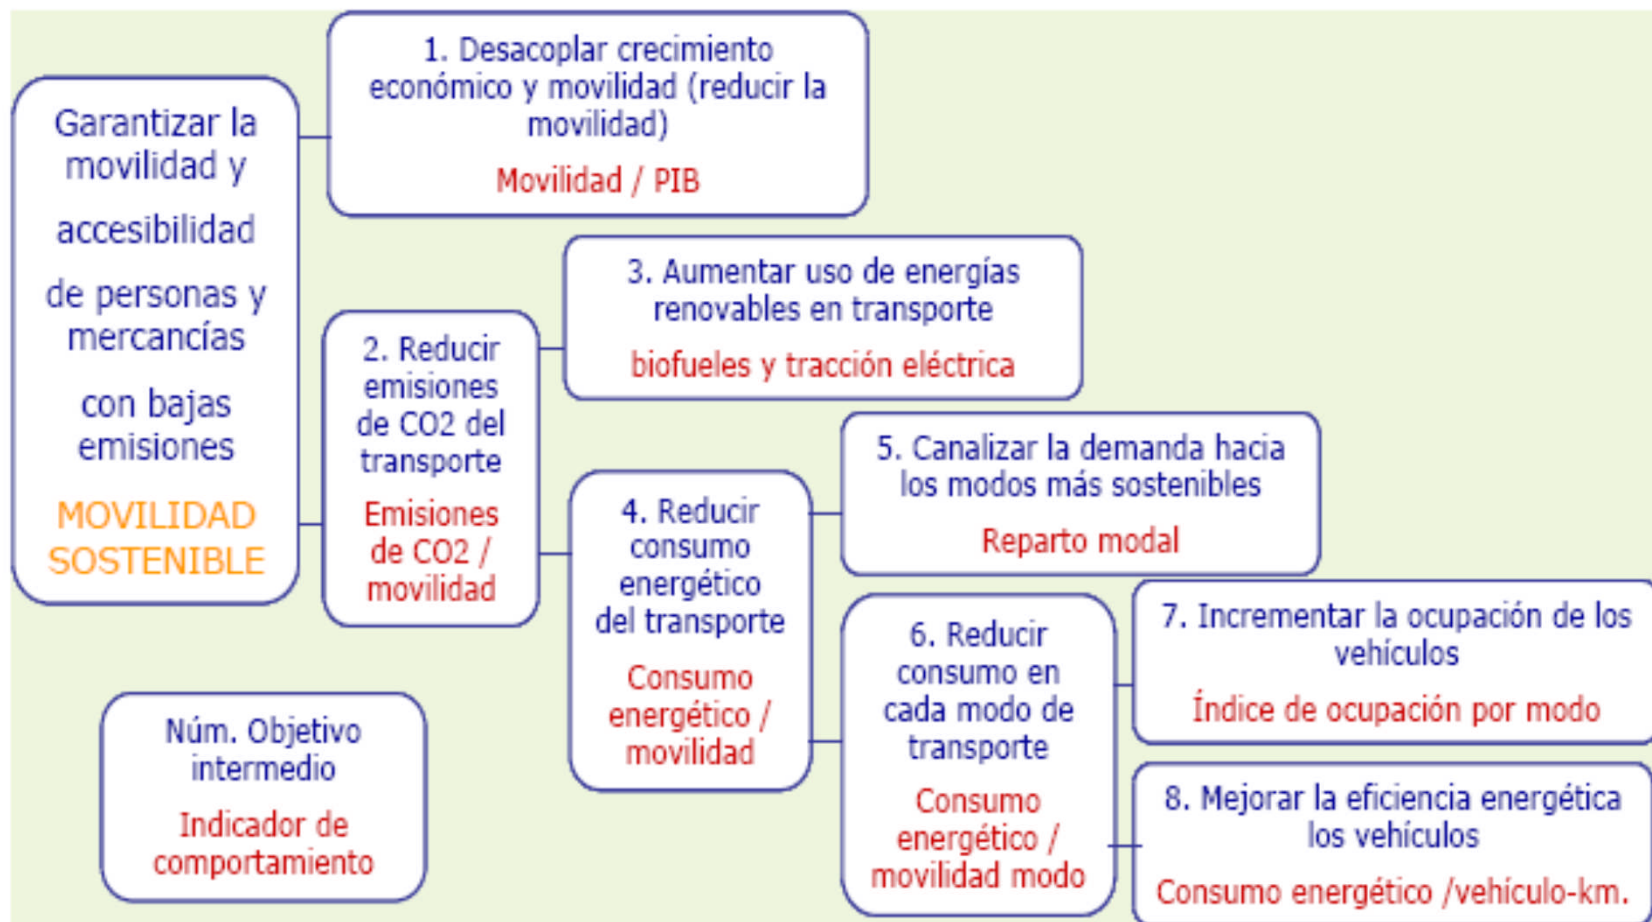 Garantizar la
movilidad y
accesibilidad
de personas y
mercancías
con bajas
emisiones
MOVILIDAD
SOSTENIBLE
1. Desacoplar crecimiento
económico y movilidad (reducir la
movilidad)
Movilidad / PIB
2. Reducir
emisiones
de CO2 del
transporte
Emisiones
de CO2 /
movilidad
3. Aumentar uso de energías
renovables en transporte
biofueles y tracción eléctrica
4. Reducir
consumo
energético
del transporte
Consumo
energético /
movilidad
5. Canalizar la demanda hacia
los modos más sostenibles
Reparto modal
6. Reducir
consumo en
cada modo de
transporte
Consumo
energético /
movilidad modo
7. Incrementar la ocupación de los
vehículos
Índice de ocupación por modo
8. Mejorar la eficiencia energética
los vehículos
Consumo energético /vehículo-km.
Núm. Objetivo
intermedio
Indicador de
comportamiento